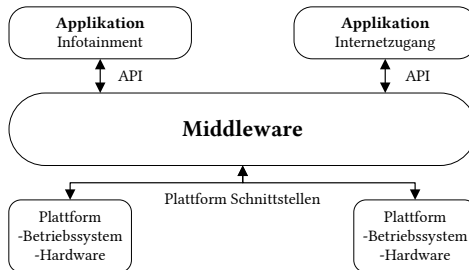 Applikation
Infotainment
Applikation
Internetzugang
API
API
Middleware
Plattform Schnittstellen
Plattform
-Betriebssystem
-Hardware
Plattform
-Betriebssystem
-Hardware